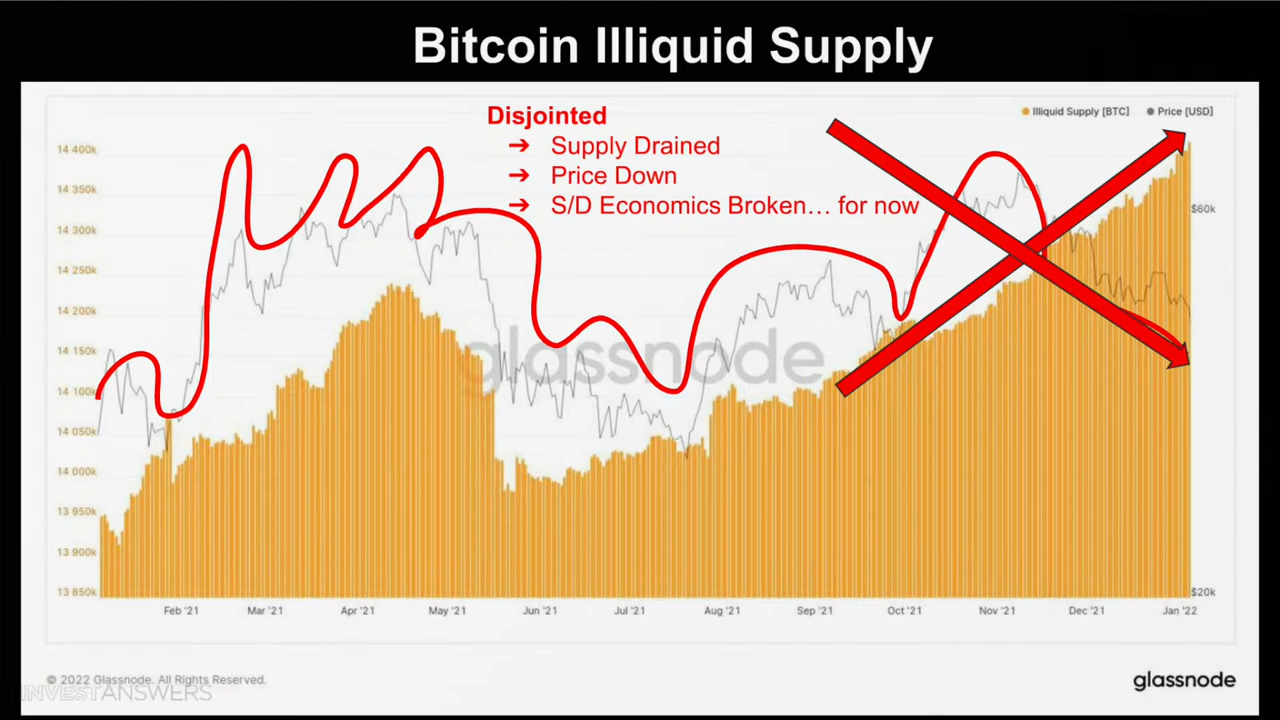 Bitcoin Illiquid Supply
Disjointed
➔ Supply Drained
➔ Price Down
➔ S/D Economics Broken... for now
Illiquid Supply [BTC] Price [USD]
14 400k
14 350k
14 300k
14 250k
14 200k
14 150k
14 100k
14 050k
14 000k
13 950k
13 900k
13 850k
$60k
$20k
glassnode
Feb '21 Mar '21 Apr '21 May '21 Jun '21 Jul '21 Aug '21 Sep '21 Oct '21 Nov '21 Dec '21 Jan '22
© 2022 Glassnode. All Rights Reserved.
INVESTANSWERS
glassnode